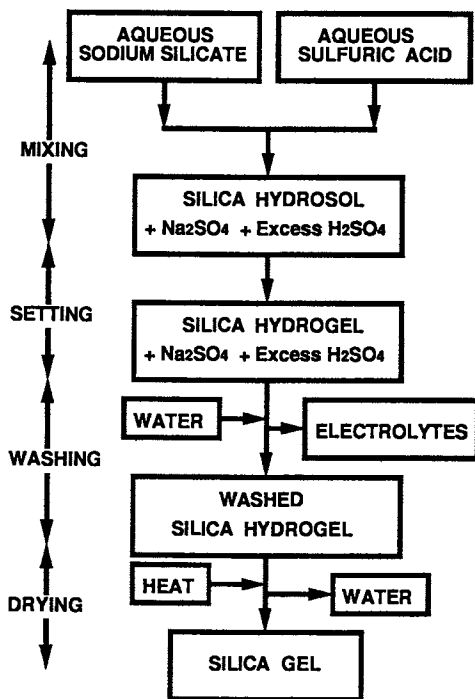 AQUEOUS
SODIUM SILICATE
AQUEOUS
SULFURIC ACID
MIXING
SILICA HYDROSOL
+ Na2SO4 + Excess H2SO4
SETTING
SILICA HYDROGEL
+ Na2SO4 + Excess H2SO4
WATER
ELECTROLYTES
WASHING
WASHED
SILICA HYDROGEL
HEAT
WATER
DRYING
SILICA GEL